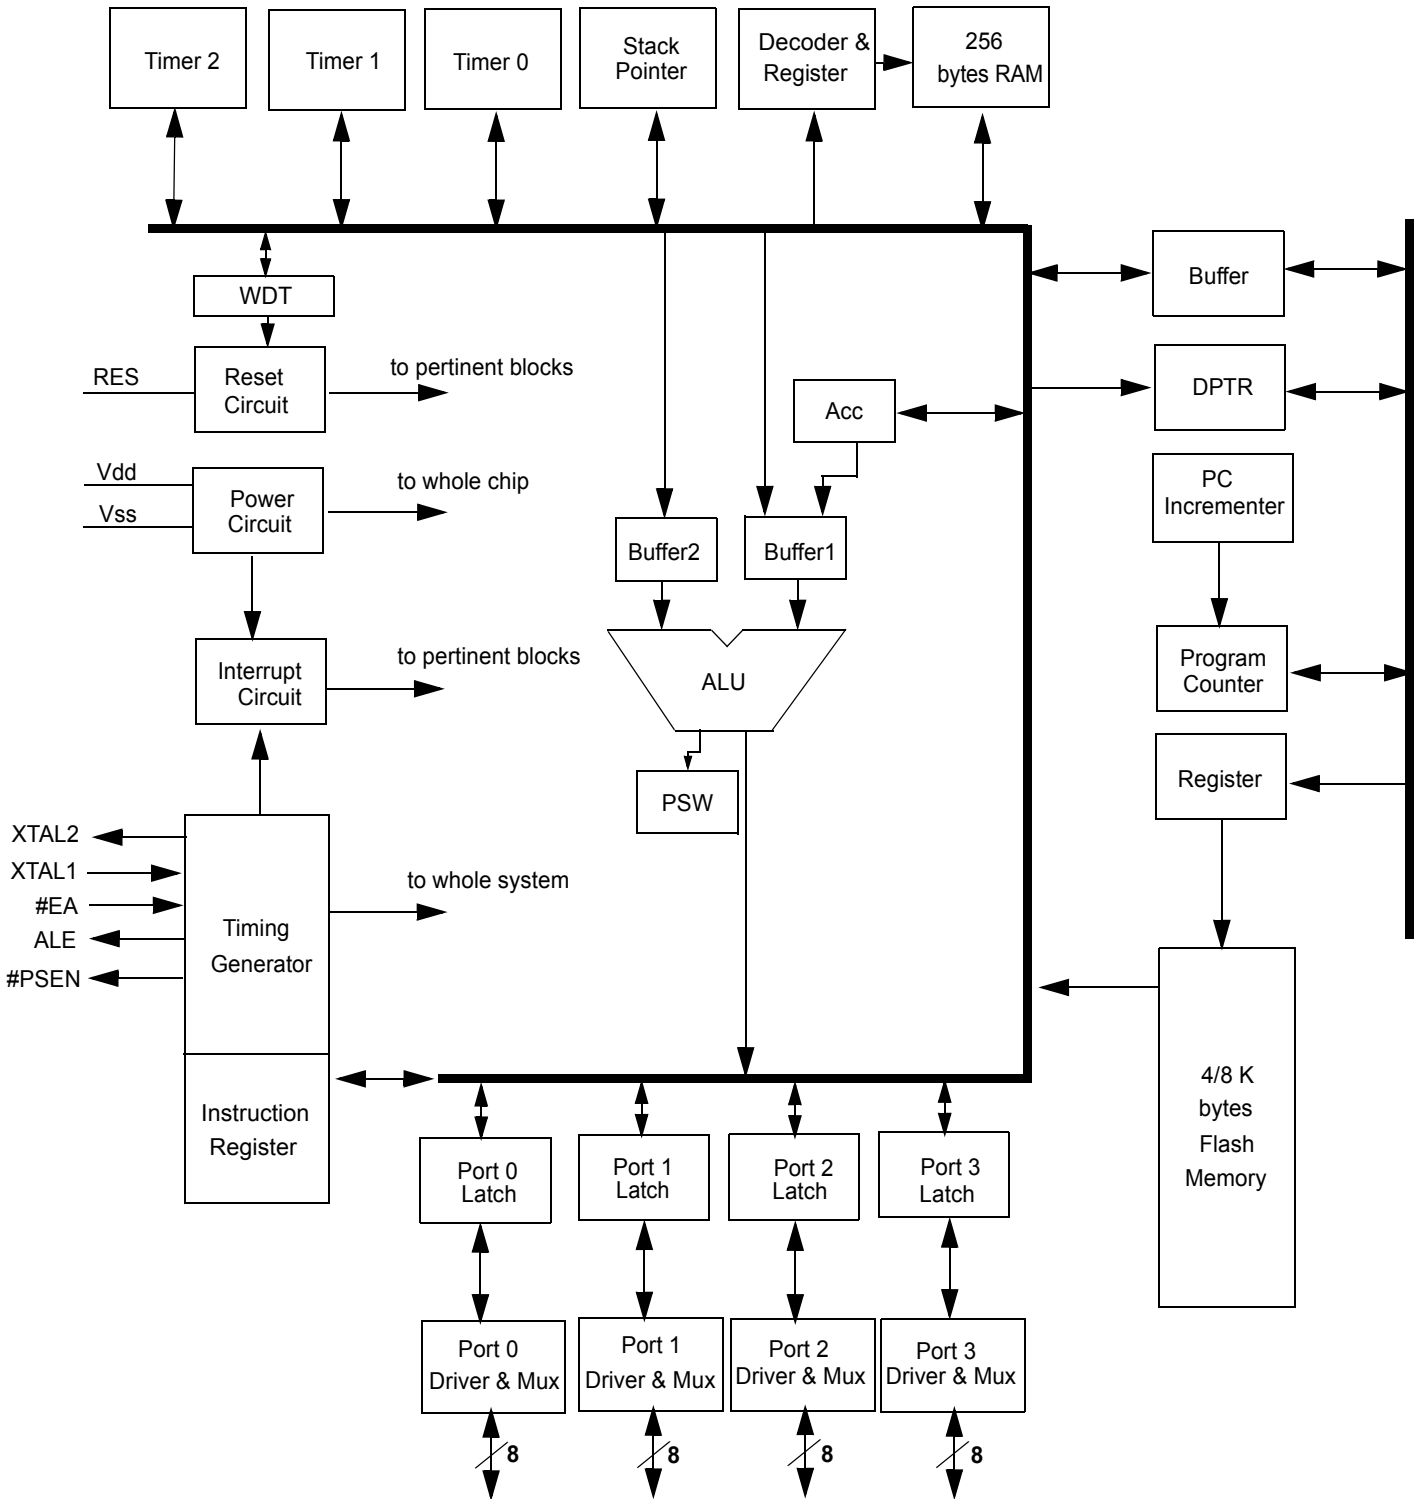 Timer 2
Timer 1
Timer 0
Stack
Pointer
Decoder &
Register
256
bytes RAM
WDT
RES
Reset
Circuit
to pertinent blocks
Vdd
Vss
Power
Circuit
to whole chip
Interrupt
Circuit
to pertinent blocks
XTAL2
XTAL1
#EA
ALE
#PSEN
Timing
Generator
to whole system
Instruction
Register
Acc
Buffer2
Buffer1
ALU
PSW
Buffer
DPTR
PC
Incrementer
Program
Counter
Register
4/8 K
bytes
Flash
Memory
Port 0
Latch
Port 1
Latch
Port 2
Latch
Port 3
Latch
Port 0
Driver & Mux
Port 1
Driver & Mux
Port 2
Driver & Mux
Port 3
Driver & Mux
8
8
8
8